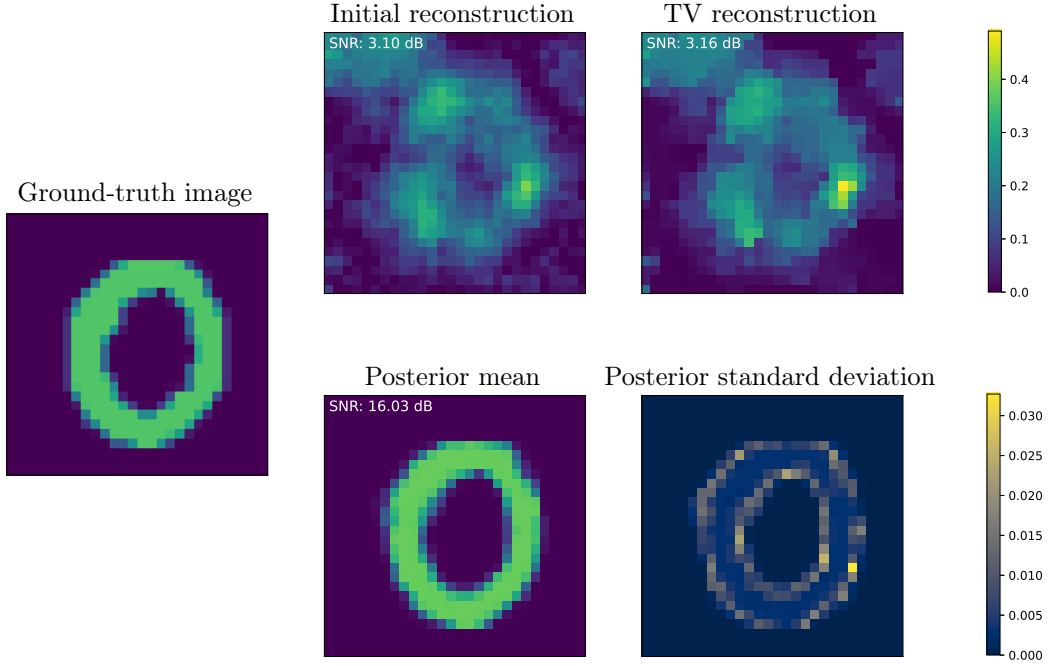 Initial reconstruction
TV reconstruction
SNR: 3.10 dB
SNR: 3.16 dB
0.4
0.3
0.2
0.1
0.0
Ground-truth image
Posterior mean
Posterior standard deviation
SNR: 16.03 dB
0.030
0.025
0.020
0.015
0.010
0.005
0.000